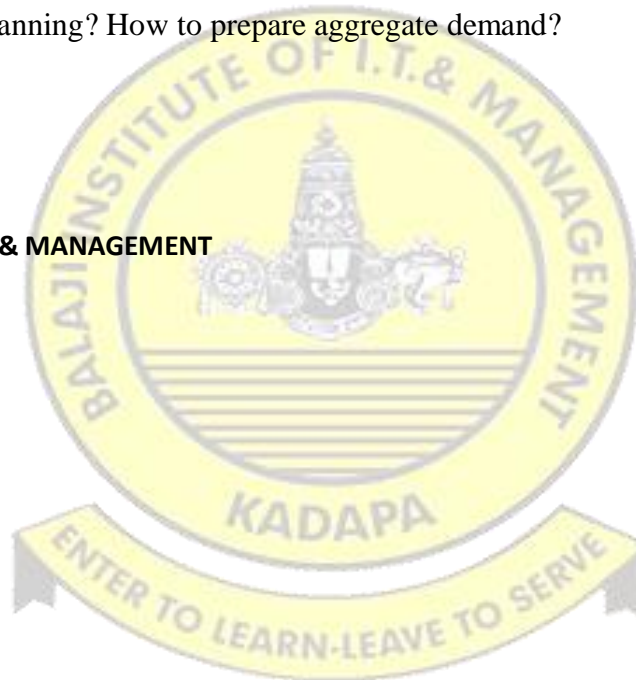 anning? How to prepare aggregate demand?
BALAJI INSTITUTE OF I.T.& MANAGEMENT
& MANAGEMENT
KADAPA
ENTER TO LEARN-LEAVE TO SERVE